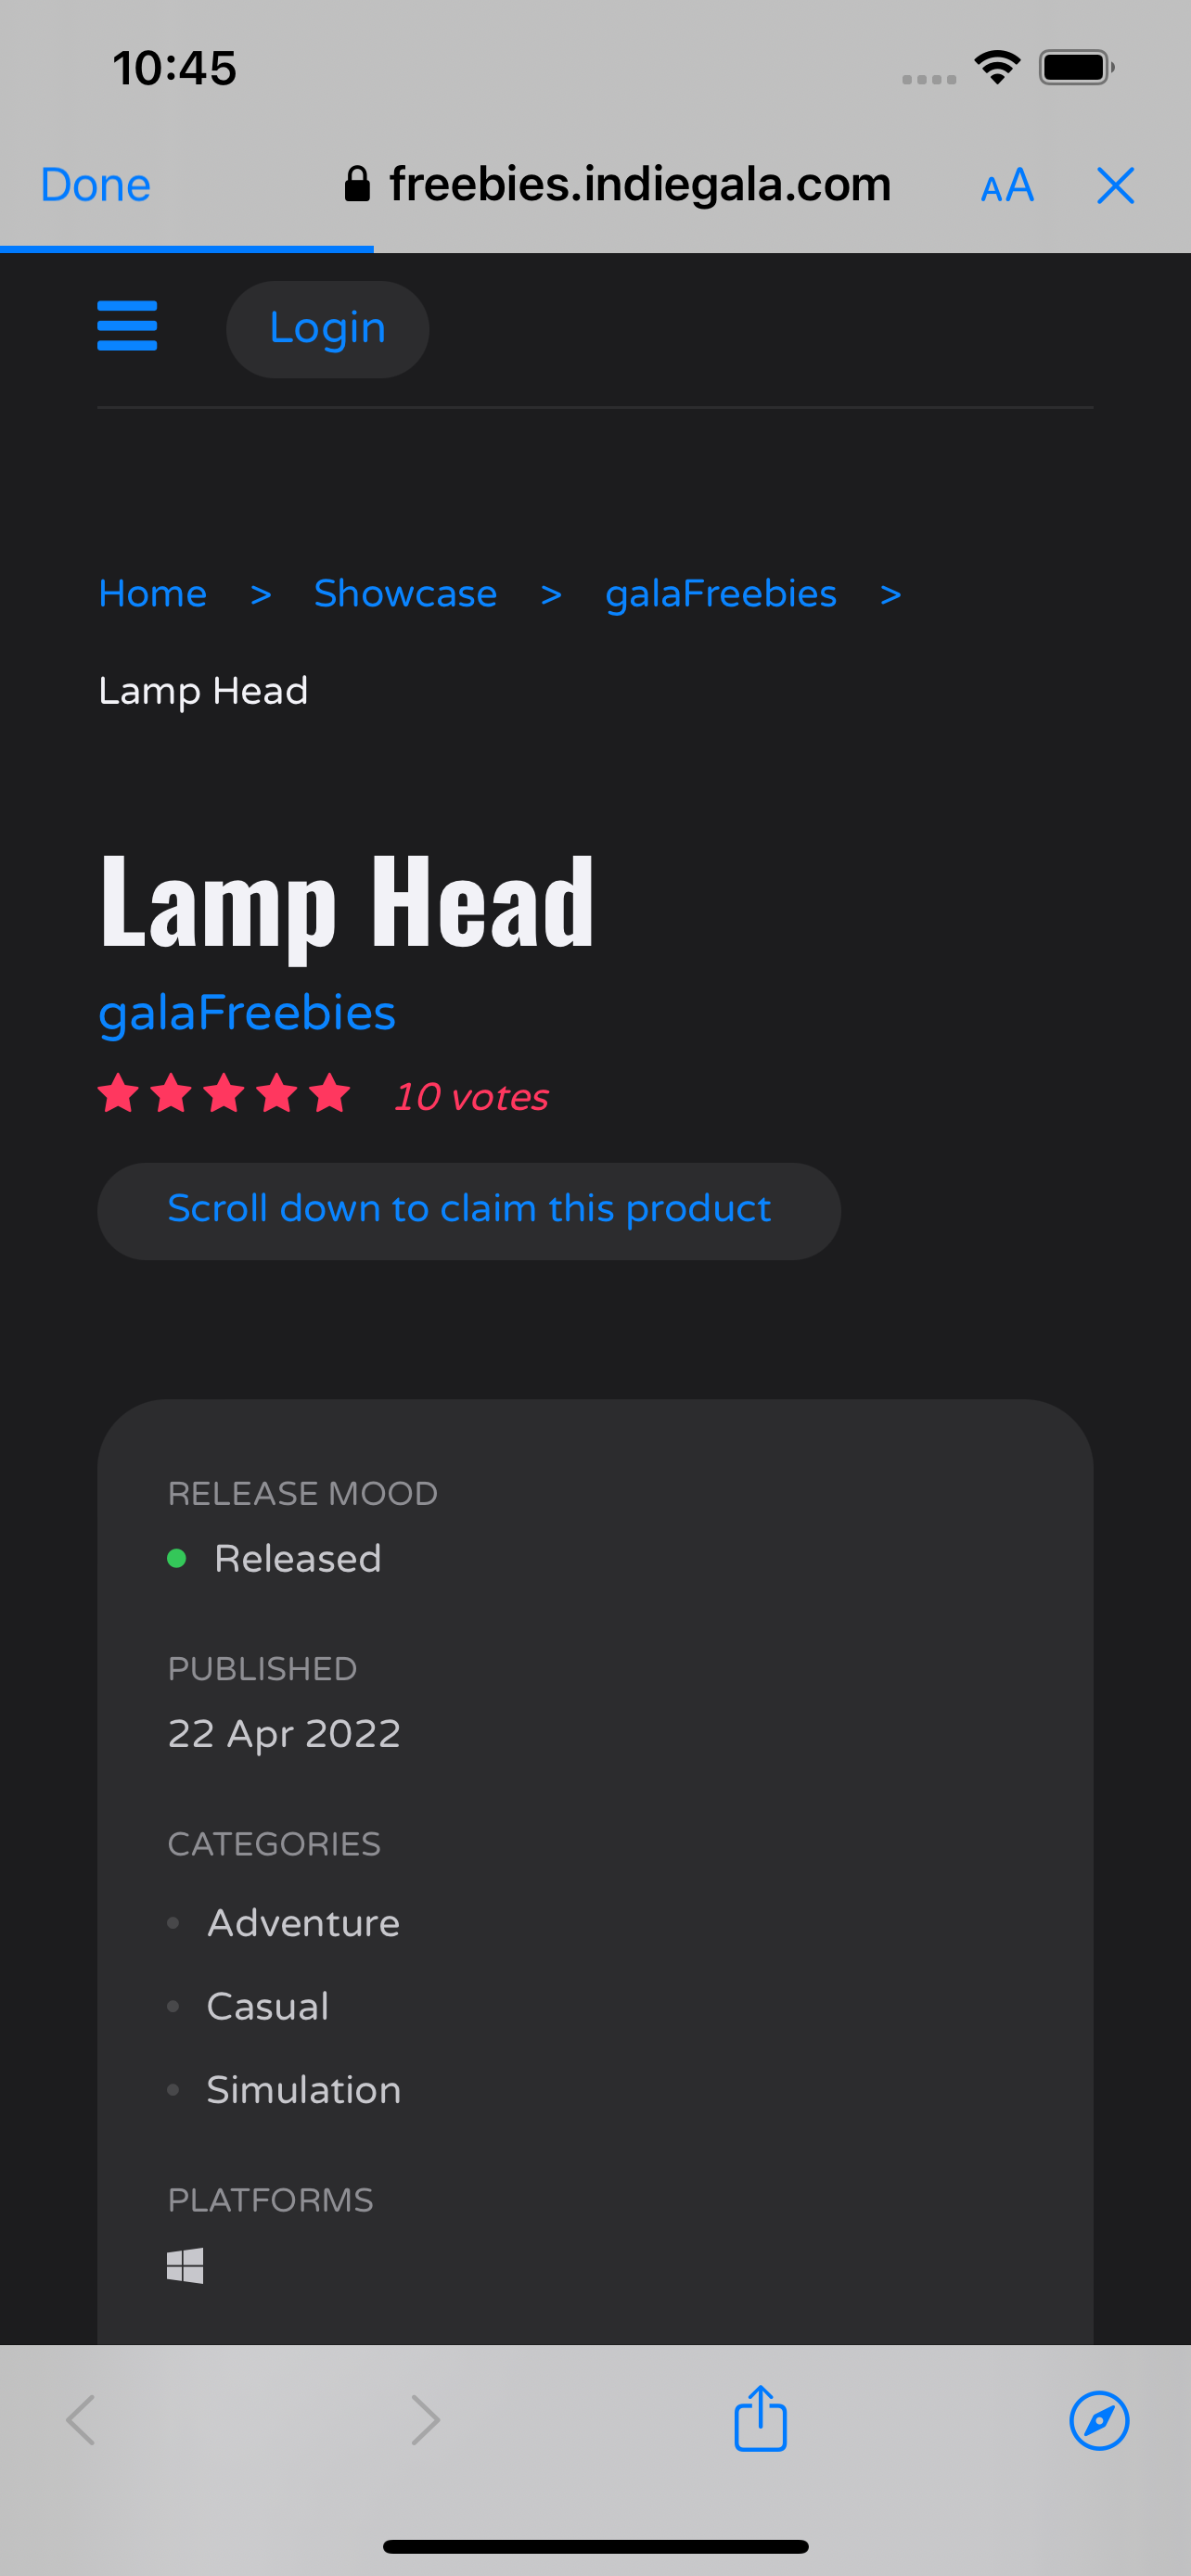 10:45
Done
freebies.indiegala.com
AA
Login
Home > Showcase > galaFreebies >
Lamp Head
Lamp Head
galaFreebies
10 votes
Scroll down to claim this product
RELEASE MOOD
Released
PUBLISHED
22 Apr 2022
CATEGORIES
Adventure
Casual
Simulation
PLATFORMS